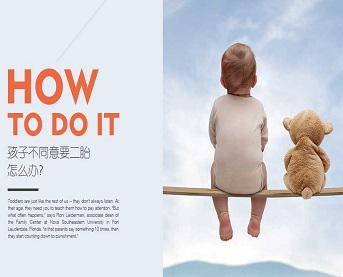 HOW
TO DO IT
孩子不同意要二胎
怎么办?
Toddlers are just like the rest of us – they don't always listen. At
their age, they need you to teach them how to pay attention. "But
what often happens," says Roni Leiderman, associate dean of
the Family Center at Nova Southeastern University in Fort
Lauderdale, Florida, "is that parents say something 10 times, then
they start counting down to punishment."